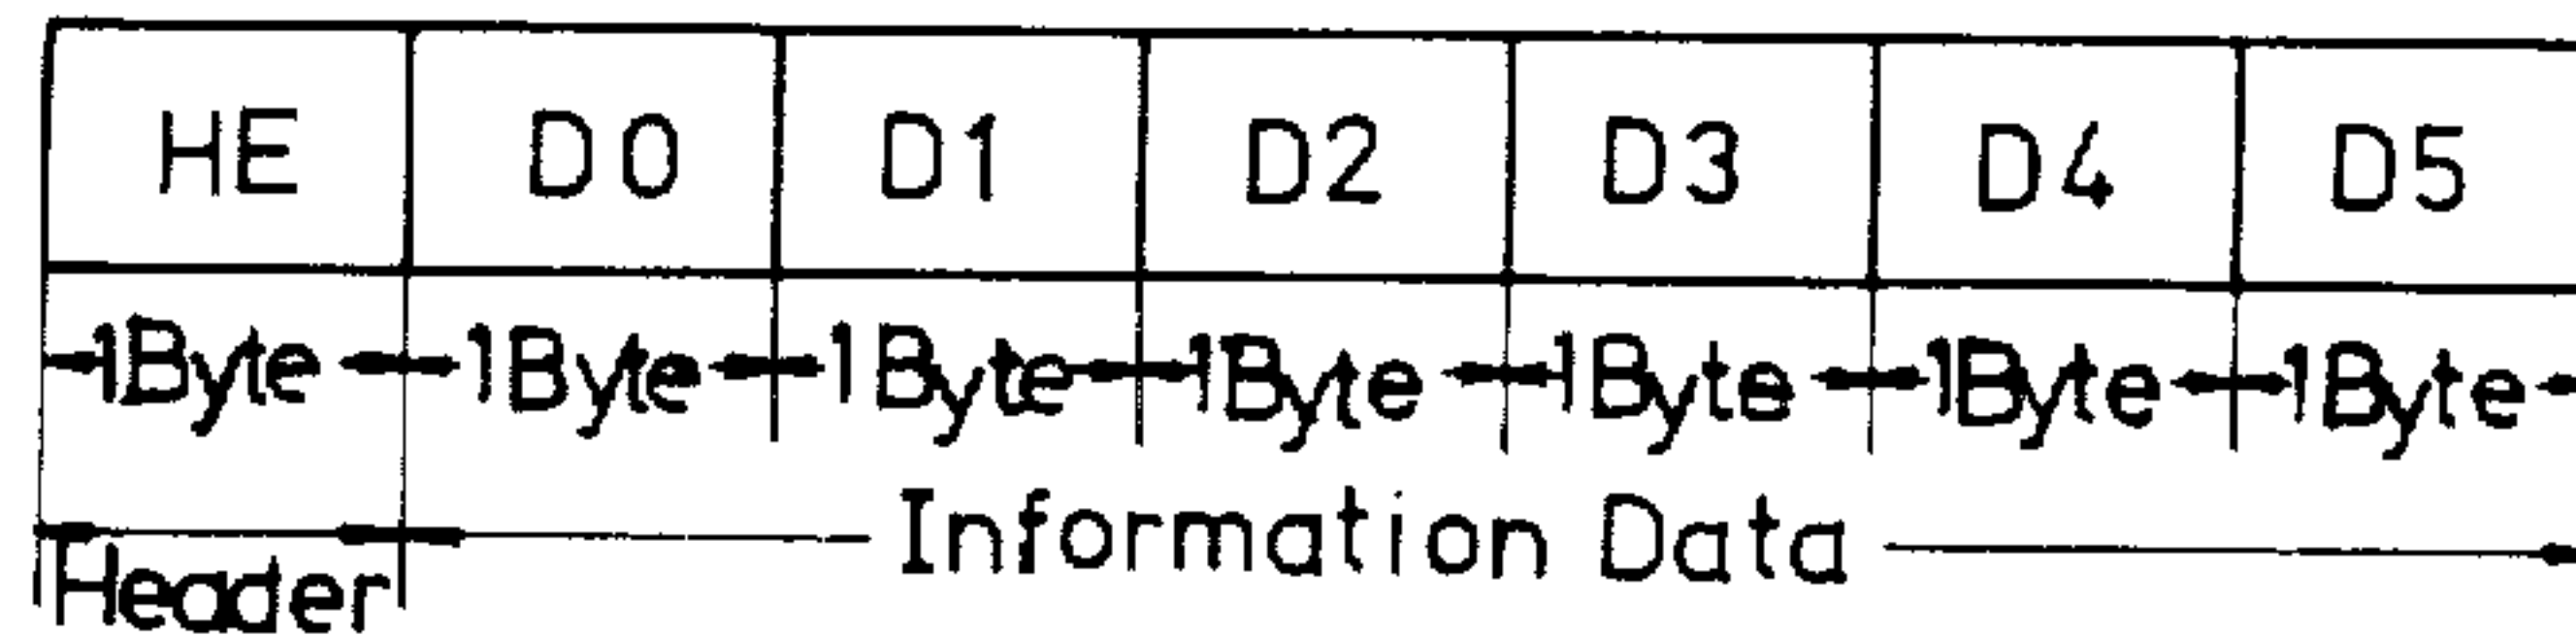 HE D0 D1 D2 D3 D4 D5
1Byte 1Byte 1Byte 1Byte 1Byte 1Byte 1Byte
Information Data
Header